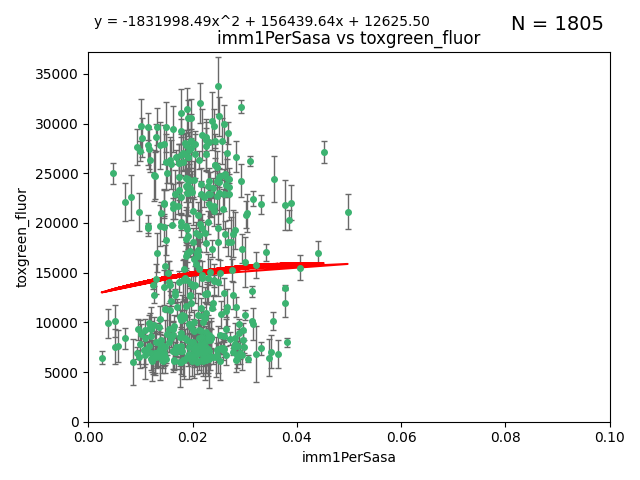 y = -1831998.49x^2 + 156439.64x + 12625.50
N = 1805
imm1PerSasa vs toxgreen_fluor
35000
30000
25000
20000
15000
10000
5000
0
toxgreen_fluor
0.00 0.02 0.04 0.06 0.08 0.10
imm1PerSasa